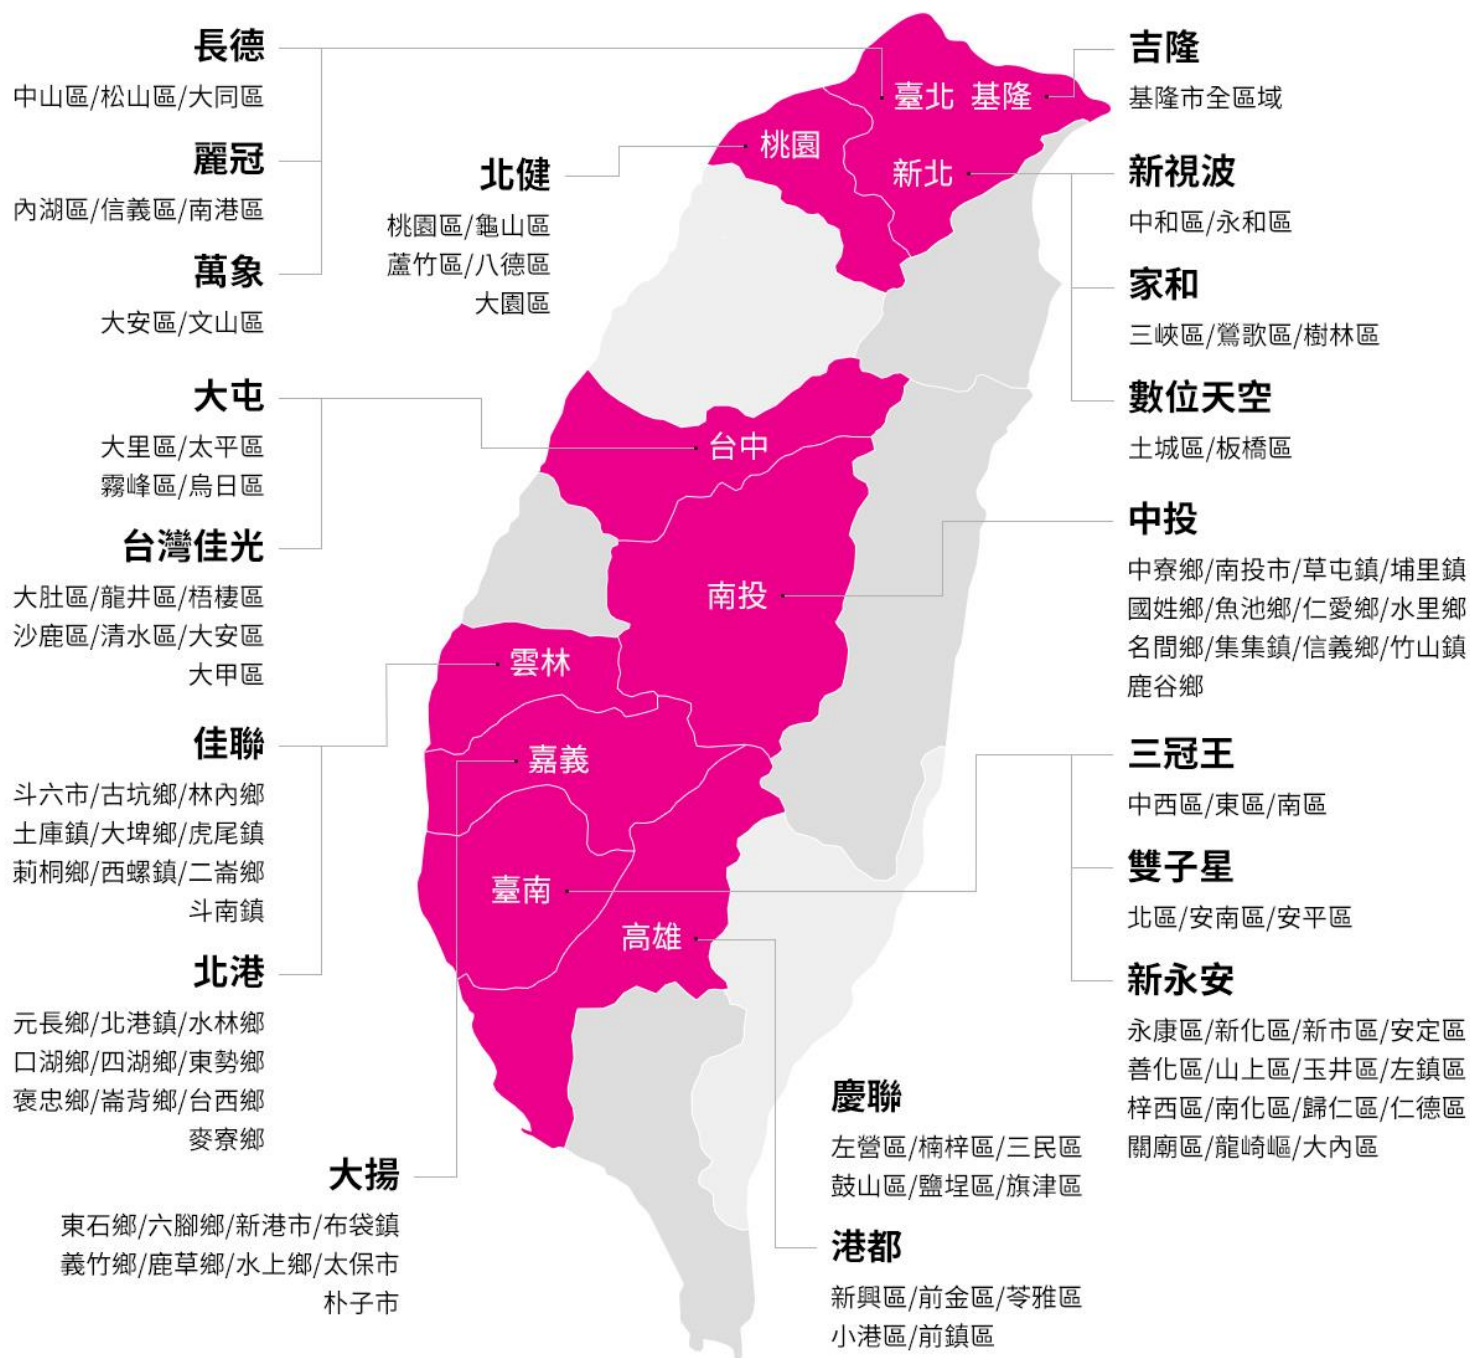 長德
中山區/松山區/大同區
麗冠
內湖區/信義區/南港區
萬象
大安區/文山區
北健
桃園區/龜山區
蘆竹區/八德區
大園區
大屯
大里區/太平區
霧峰區/烏日區
台灣佳光
大肚區/龍井區/梧棲區
沙鹿區/清水區/大安區
大甲區
佳聯
斗六市/古坑鄉/林內鄉
土庫鎮/大埤鄉/虎尾鎮
莿桐鄉/西螺鎮/二崙鄉
斗南鎮
北港
元長鄉/北港鎮/水林鄉
口湖鄉/四湖鄉/東勢鄉
褒忠鄉/崙背鄉/台西鄉
麥寮鄉
大揚
東石鄉/六腳鄉/新港市/布袋鎮
義竹鄉/鹿草鄉/水上鄉/太保市
朴子市
臺北 基隆
桃園
新北
台中
南投
雲林
嘉義
臺南
高雄
吉隆
基隆市全區域
新視波
中和區/永和區
家和
三峽區/鶯歌區/樹林區
數位天空
土城區/板橋區
中投
中寮鄉/南投市/草屯鎮/埔里鎮
國姓鄉/魚池鄉/仁愛鄉/水里鄉
名間鄉/集集鎮/信義鄉/竹山鎮
鹿谷鄉
三冠王
中西區/東區/南區
雙子星
北區/安南區/安平區
新永安
永康區/新化區/新市區/安定區
善化區/山上區/玉井區/左鎮區
梓西區/南化區/歸仁區/仁德區
關廟區/龍崎嶇/大內區
慶聯
左營區/楠梓區/三民區
鼓山區/鹽埕區/旗津區
港都
新興區/前金區/苓雅區
小港區/前鎮區